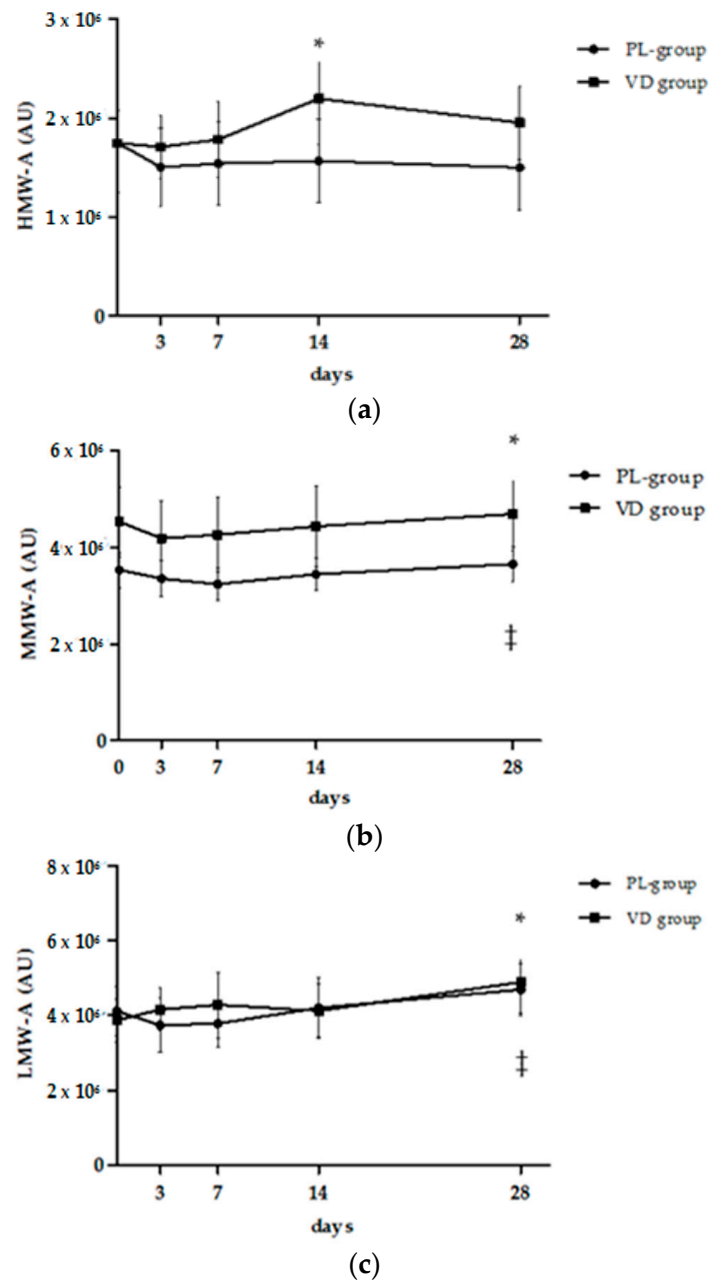 3 x 10⁶
*
PL-group
VD group
2 x 10⁶
HMW-A (AU)
1 x 10⁶
0
3 7 14 28
days
(a)
6 x 10⁶
*
PL-group
VD group
4 x 10⁶
MMW-A (AU)
2 x 10⁶
‡
0
0 3 7 14 28
days
(b)
8 x 10⁶
PL-group
*
VD group
6 x 10⁶
LMW-A (AU)
4 x 10⁶
‡
2 x 10⁶
0
3 7 14 28
days
(c)